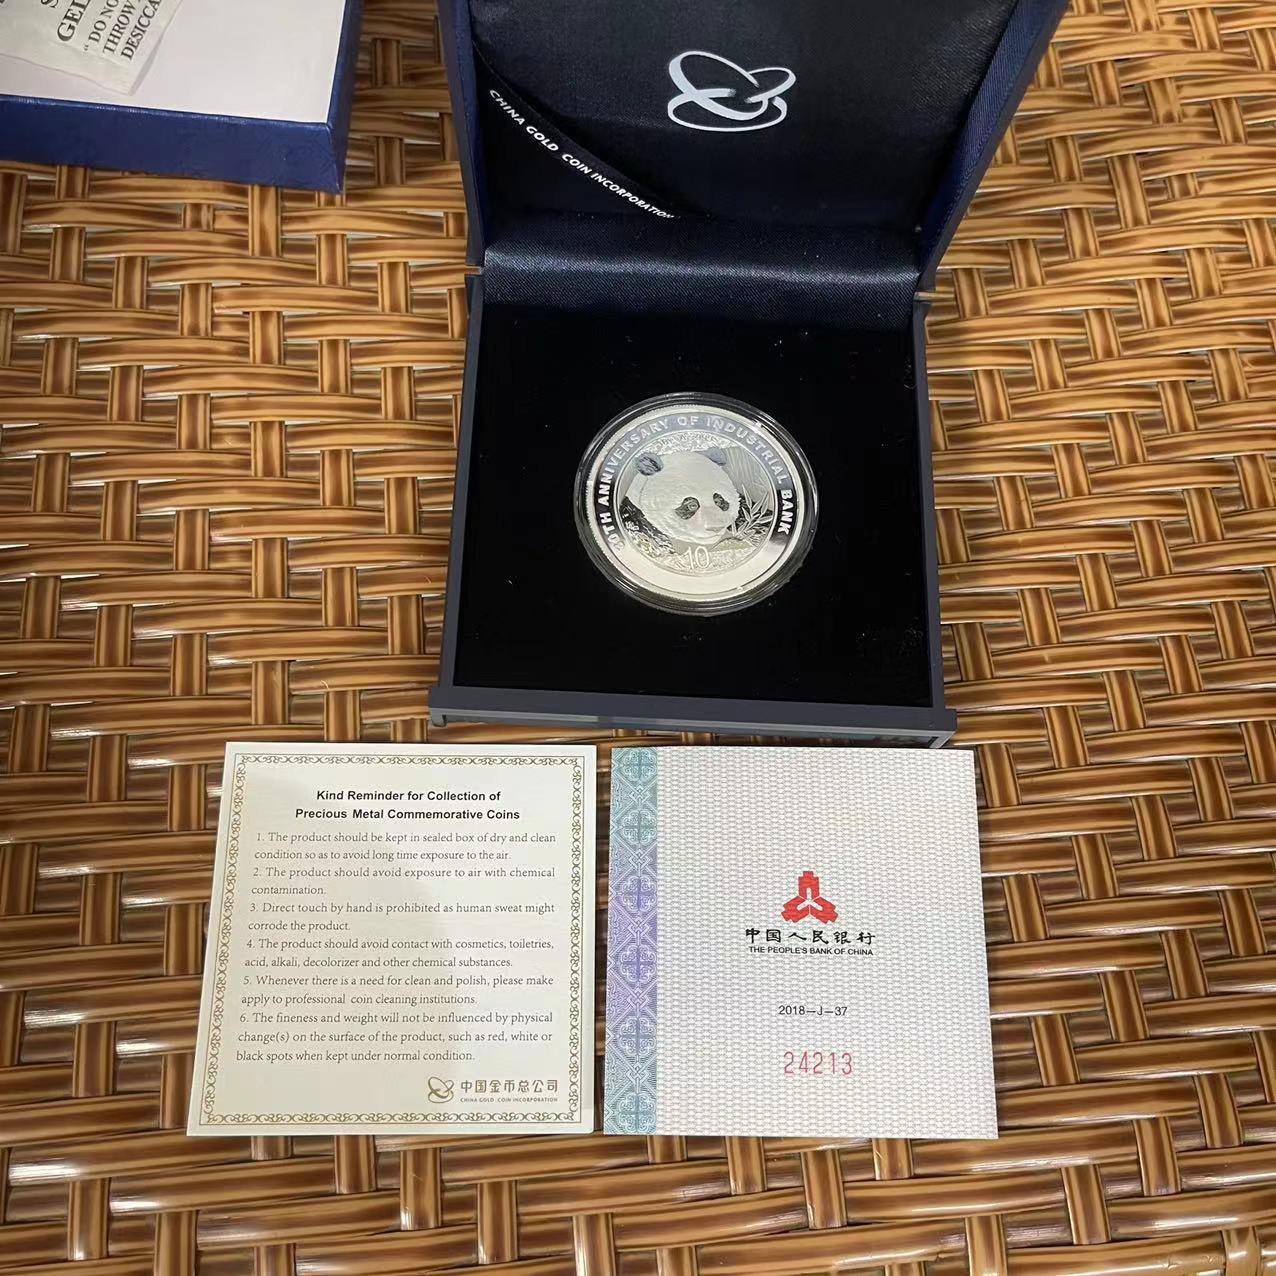 GEL
" DO NO
THROW
DESICCA
CHINA GOLD COIN INCORPORATION
0TH ANNIVERSARY OF INDUSTRIAL BANK
10
Kind Reminder for Collection of
Precious Metal Commemorative Coins
1. The product should be kept in sealed box of dry and clean
condition so as to avoid long time exposure to the air.
2. The product should avoid exposure to air with chemical
contamination.
3. Direct touch by hand is prohibited as human sweat might
corrode the product.
4. The product should avoid contact with cosmetics, toiletries,
acid, alkali, decolorizer and other chemical substances.
5. Whenever there is a need for clean and polish, please make
apply to professional coin cleaning institutions.
6. The fineness and weight will not be influenced by physical
change(s) on the surface of the product, such as red, white or
black spots when kept under normal condition.
中国金币总公司
CHINA GOLD COIN INCORPORATION
中国人民银行
THE PEOPLE'S BANK OF CHINA
2018—J—37
24213